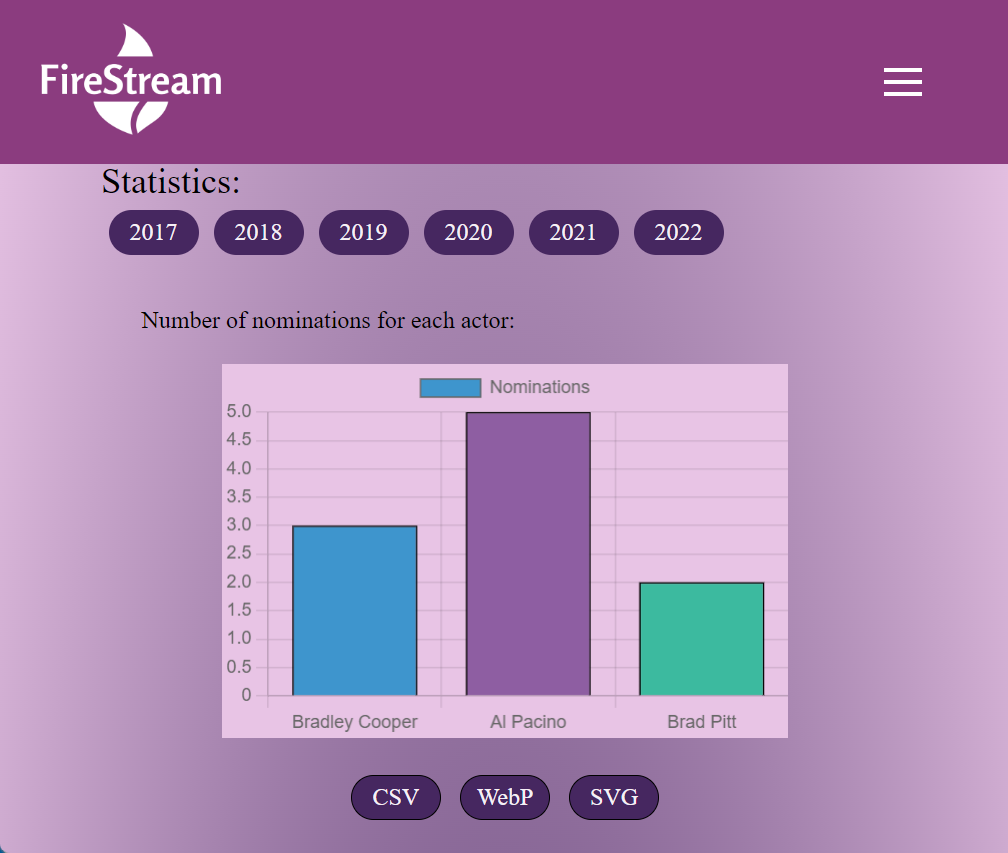 FireStream
Statistics:
2017 2018 2019 2020 2021 2022
Number of nominations for each actor:
Nominations
5.0
4.5
4.0
3.5
3.0
2.5
2.0
1.5
1.0
0.5
0
Bradley Cooper Al Pacino Brad Pitt
CSV WebP SVG